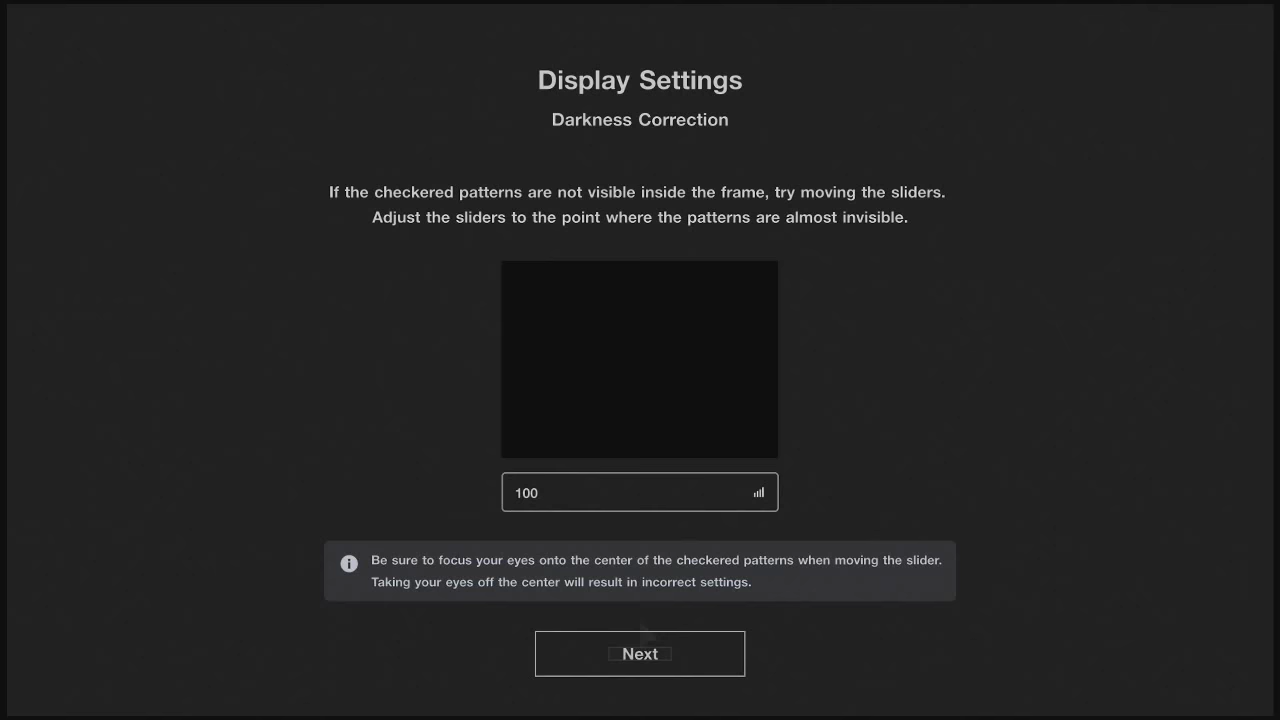 Display Settings
Darkness Correction
If the checkered patterns are not visible inside the frame, try moving the sliders.
Adjust the sliders to the point where the patterns are almost invisible.
100
Be sure to focus your eyes onto the center of the checkered patterns when moving the slider.
Taking your eyes off the center will result in incorrect settings.
Next